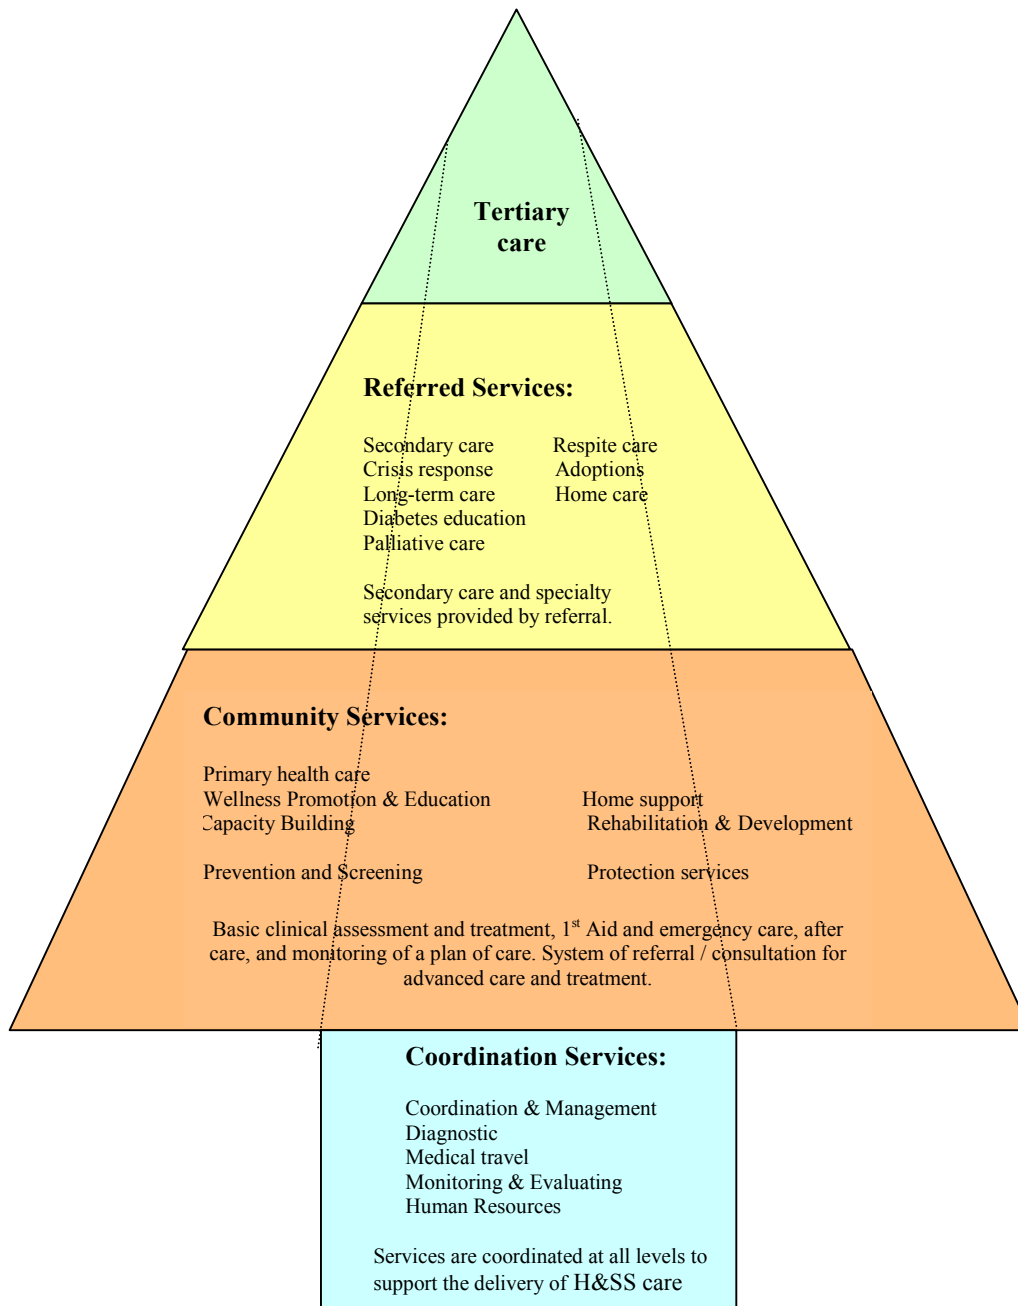 Tertiary
care
Referred Services:
Secondary care Respite care
Crisis response Adoptions
Long-term care Home care
Diabetes education
Palliative care
Secondary care and specialty
services provided by referral.
Community Services:
Primary health care
Wellness Promotion & Education Home support
Capacity Building Rehabilitation & Development
Prevention and Screening Protection services
Basic clinical assessment and treatment, 1st Aid and emergency care, after
care, and monitoring of a plan of care. System of referral / consultation for
advanced care and treatment.
Coordination Services:
Coordination & Management
Diagnostic
Medical travel
Monitoring & Evaluating
Human Resources
Services are coordinated at all levels to
support the delivery of H&SS care